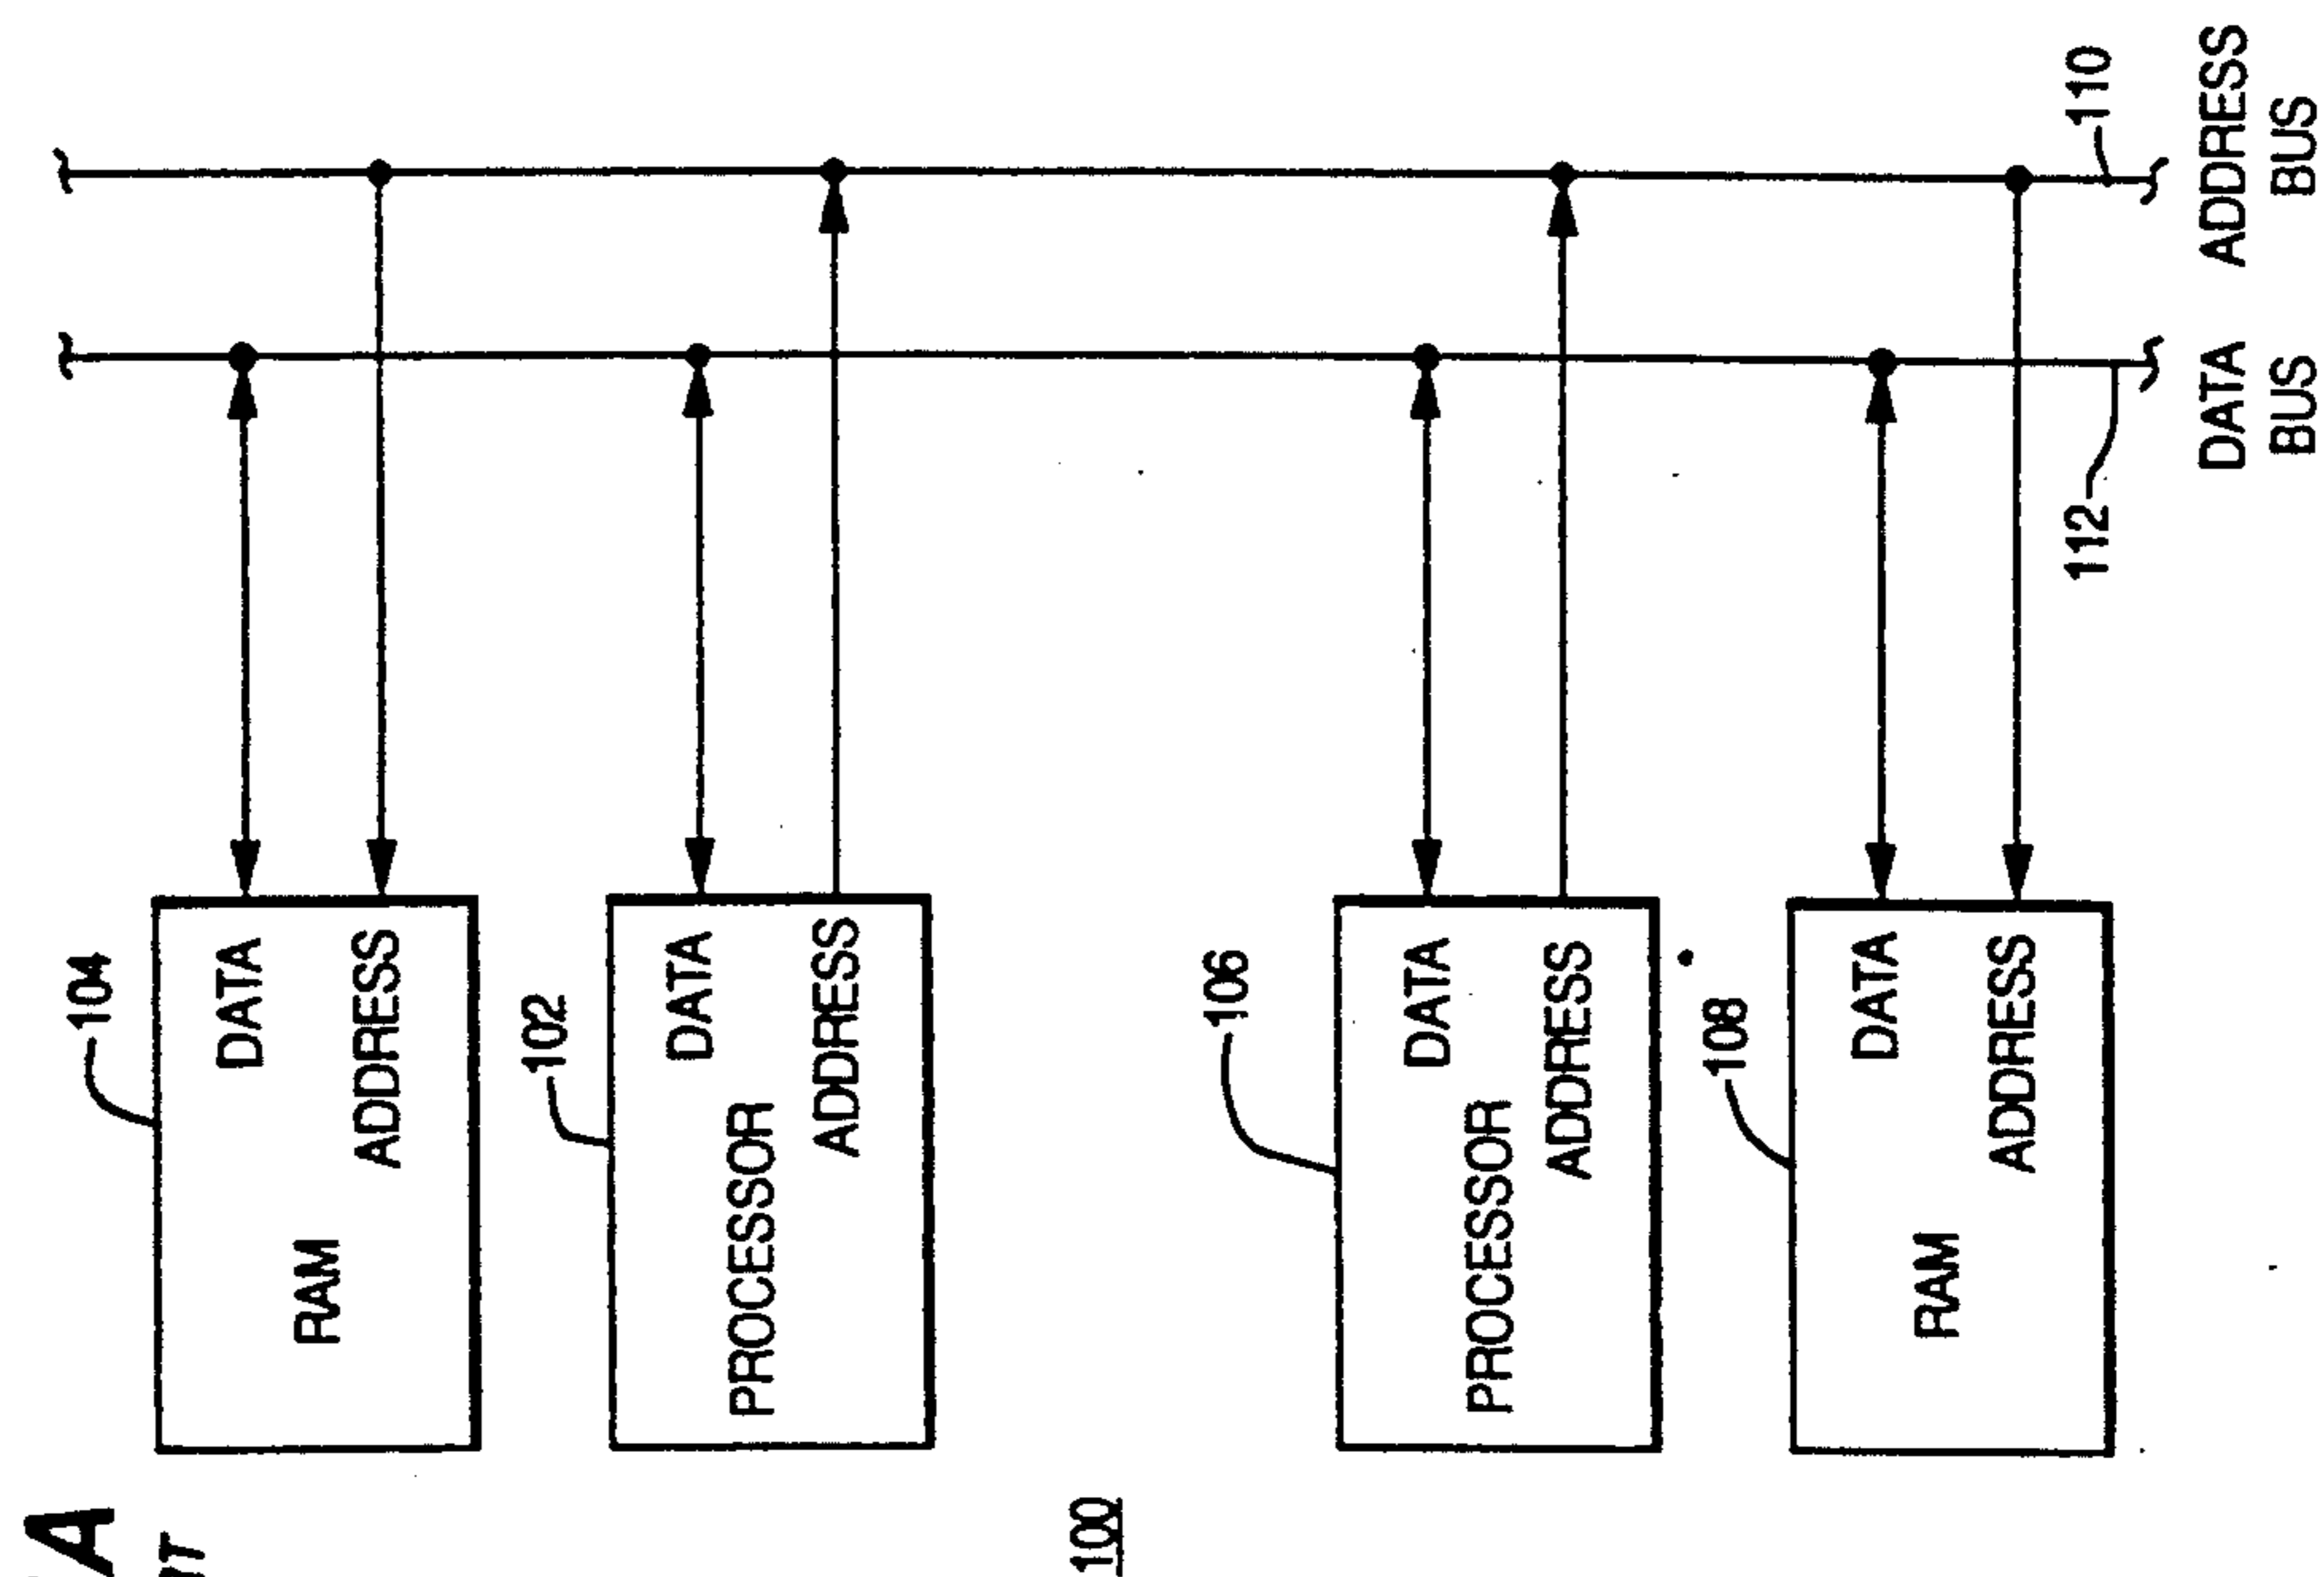 A
104
DATA
RAM
ADDRESS
102
DATA
PROCESSOR
ADDRESS
100
106
DATA
PROCESSOR
ADDRESS
108
DATA
RAM
ADDRESS
112
110
DATA
BUS
ADDRESS
BUS